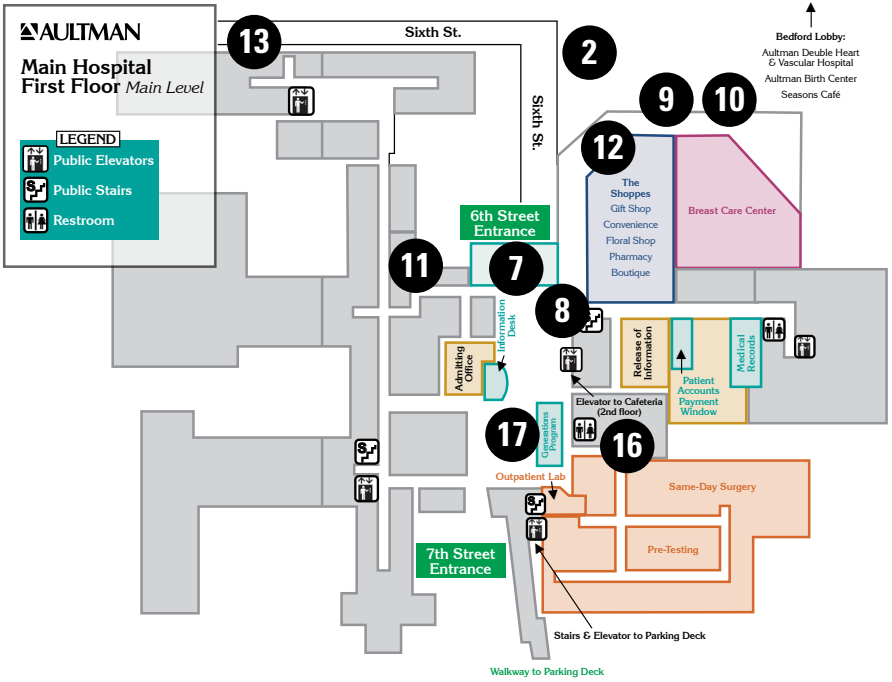 AULTMAN
Main Hospital
First Floor Main Level
LEGEND
Public Elevators
S
Public Stairs
Restroom
13
Sixth St.
Sixth St.
2
Bedford Lobby:
Aultman Deuble Heart
& Vascular Hospital
Aultman Birth Center
Seasons Café
9
10
12
The
Shoppes
Gift Shop
Convenience
Floral Shop
Pharmacy
Boutique
Breast Care Center
6th Street
Entrance
11
7
8
S
Information
Desk
Admitting
Office
Release of
Information
Patient
Accounts
Payment
Window
Medical
Records
Elevator to Cafeteria
(2nd floor)
17
Generations
Program
16
S
Outpatient Lab
S
Same-Day Surgery
Pre-Testing
7th Street
Entrance
Stairs & Elevator to Parking Deck
Walkway to Parking Deck